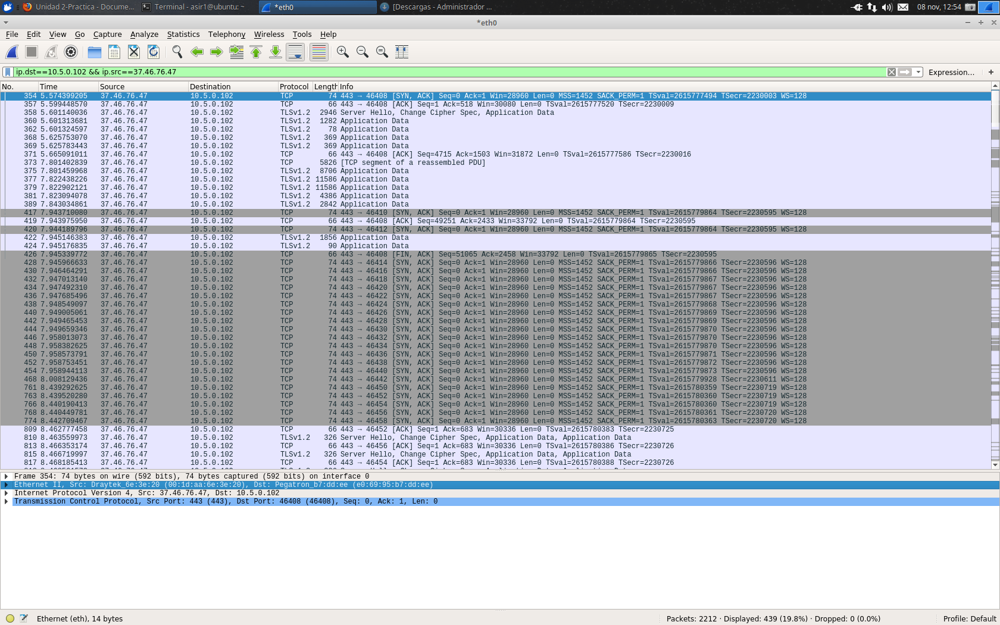 Unidad 2-Practica - Docume... Terminal - asir1@ubuntu: ~ *eth0 [Descargas - Administrador ... 08 nov, 12:54
*eth0
File Edit View Go Capture Analyze Statistics Telephony Wireless Tools Help
ip.dst==10.5.0.102 && ip.src==37.46.76.47 Expression... +
No. Time Source Destination Protocol Length Info
354 5.574399205 37.46.76.47 10.5.0.102 TCP 74 443 → 46408 [SYN, ACK] Seq=0 Ack=1 Win=28960 Len=0 MSS=1452 SACK_PERM=1 TSval=2615777494 TSecr=2230003 WS=128
357 5.599448570 37.46.76.47 10.5.0.102 TCP 66 443 → 46408 [ACK] Seq=1 Ack=518 Win=30080 Len=0 TSval=2615777520 TSecr=2230009
358 5.601140036 37.46.76.47 10.5.0.102 TLSv1.2 2946 Server Hello, Change Cipher Spec, Application Data
360 5.601313681 37.46.76.47 10.5.0.102 TLSv1.2 1282 Application Data
362 5.601324597 37.46.76.47 10.5.0.102 TLSv1.2 78 Application Data
368 5.625753070 37.46.76.47 10.5.0.102 TLSv1.2 369 Application Data
369 5.625783443 37.46.76.47 10.5.0.102 TLSv1.2 369 Application Data
371 5.665091011 37.46.76.47 10.5.0.102 TCP 66 443 → 46408 [ACK] Seq=4715 Ack=1503 Win=31872 Len=0 TSval=2615777586 TSecr=2230016
373 7.801402839 37.46.76.47 10.5.0.102 TCP 5826 [TCP segment of a reassembled PDU]
375 7.801459968 37.46.76.47 10.5.0.102 TLSv1.2 8706 Application Data
377 7.822438226 37.46.76.47 10.5.0.102 TLSv1.2 11586 Application Data
379 7.822902121 37.46.76.47 10.5.0.102 TLSv1.2 11586 Application Data
381 7.823094078 37.46.76.47 10.5.0.102 TLSv1.2 4386 Application Data
389 7.843034861 37.46.76.47 10.5.0.102 TLSv1.2 2842 Application Data
417 7.943710080 37.46.76.47 10.5.0.102 TCP 74 443 → 46410 [SYN, ACK] Seq=0 Ack=1 Win=28960 Len=0 MSS=1452 SACK_PERM=1 TSval=2615779864 TSecr=2230595 WS=128
419 7.943975950 37.46.76.47 10.5.0.102 TCP 66 443 → 46408 [ACK] Seq=49251 Ack=2433 Win=33792 Len=0 TSval=2615779864 TSecr=2230595
420 7.944189796 37.46.76.47 10.5.0.102 TCP 74 443 → 46412 [SYN, ACK] Seq=0 Ack=1 Win=28960 Len=0 MSS=1452 SACK_PERM=1 TSval=2615779864 TSecr=2230595 WS=128
422 7.945146383 37.46.76.47 10.5.0.102 TLSv1.2 1856 Application Data
424 7.945176835 37.46.76.47 10.5.0.102 TLSv1.2 90 Application Data
426 7.945339772 37.46.76.47 10.5.0.102 TCP 66 443 → 46408 [FIN, ACK] Seq=51065 Ack=2458 Win=33792 Len=0 TSval=2615779865 TSecr=2230595
428 7.945966633 37.46.76.47 10.5.0.102 TCP 74 443 → 46414 [SYN, ACK] Seq=0 Ack=1 Win=28960 Len=0 MSS=1452 SACK_PERM=1 TSval=2615779866 TSecr=2230596 WS=128
430 7.946464291 37.46.76.47 10.5.0.102 TCP 74 443 → 46416 [SYN, ACK] Seq=0 Ack=1 Win=28960 Len=0 MSS=1452 SACK_PERM=1 TSval=2615779866 TSecr=2230596 WS=128
432 7.947013140 37.46.76.47 10.5.0.102 TCP 74 443 → 46418 [SYN, ACK] Seq=0 Ack=1 Win=28960 Len=0 MSS=1452 SACK_PERM=1 TSval=2615779867 TSecr=2230596 WS=128
434 7.947492310 37.46.76.47 10.5.0.102 TCP 74 443 → 46420 [SYN, ACK] Seq=0 Ack=1 Win=28960 Len=0 MSS=1452 SACK_PERM=1 TSval=2615779867 TSecr=2230596 WS=128
436 7.947685496 37.46.76.47 10.5.0.102 TCP 74 443 → 46422 [SYN, ACK] Seq=0 Ack=1 Win=28960 Len=0 MSS=1452 SACK_PERM=1 TSval=2615779867 TSecr=2230596 WS=128
438 7.948549097 37.46.76.47 10.5.0.102 TCP 74 443 → 46424 [SYN, ACK] Seq=0 Ack=1 Win=28960 Len=0 MSS=1452 SACK_PERM=1 TSval=2615779868 TSecr=2230596 WS=128
440 7.949005061 37.46.76.47 10.5.0.102 TCP 74 443 → 46426 [SYN, ACK] Seq=0 Ack=1 Win=28960 Len=0 MSS=1452 SACK_PERM=1 TSval=2615779869 TSecr=2230596 WS=128
442 7.949465453 37.46.76.47 10.5.0.102 TCP 74 443 → 46428 [SYN, ACK] Seq=0 Ack=1 Win=28960 Len=0 MSS=1452 SACK_PERM=1 TSval=2615779869 TSecr=2230596 WS=128
444 7.949659346 37.46.76.47 10.5.0.102 TCP 74 443 → 46430 [SYN, ACK] Seq=0 Ack=1 Win=28960 Len=0 MSS=1452 SACK_PERM=1 TSval=2615779870 TSecr=2230596 WS=128
446 7.958013073 37.46.76.47 10.5.0.102 TCP 74 443 → 46432 [SYN, ACK] Seq=0 Ack=1 Win=28960 Len=0 MSS=1452 SACK_PERM=1 TSval=2615779870 TSecr=2230596 WS=128
448 7.958382625 37.46.76.47 10.5.0.102 TCP 74 443 → 46434 [SYN, ACK] Seq=0 Ack=1 Win=28960 Len=0 MSS=1452 SACK_PERM=1 TSval=2615779870 TSecr=2230596 WS=128
450 7.958573791 37.46.76.47 10.5.0.102 TCP 74 443 → 46436 [SYN, ACK] Seq=0 Ack=1 Win=28960 Len=0 MSS=1452 SACK_PERM=1 TSval=2615779871 TSecr=2230596 WS=128
452 7.958753451 37.46.76.47 10.5.0.102 TCP 74 443 → 46438 [SYN, ACK] Seq=0 Ack=1 Win=28960 Len=0 MSS=1452 SACK_PERM=1 TSval=2615779872 TSecr=2230596 WS=128
454 7.958944113 37.46.76.47 10.5.0.102 TCP 74 443 → 46440 [SYN, ACK] Seq=0 Ack=1 Win=28960 Len=0 MSS=1452 SACK_PERM=1 TSval=2615779873 TSecr=2230596 WS=128
468 8.008129436 37.46.76.47 10.5.0.102 TCP 74 443 → 46442 [SYN, ACK] Seq=0 Ack=1 Win=28960 Len=0 MSS=1452 SACK_PERM=1 TSval=2615779928 TSecr=2230611 WS=128
761 8.439292625 37.46.76.47 10.5.0.102 TCP 74 443 → 46450 [SYN, ACK] Seq=0 Ack=1 Win=28960 Len=0 MSS=1452 SACK_PERM=1 TSval=2615780359 TSecr=2230719 WS=128
763 8.439520280 37.46.76.47 10.5.0.102 TCP 74 443 → 46452 [SYN, ACK] Seq=0 Ack=1 Win=28960 Len=0 MSS=1452 SACK_PERM=1 TSval=2615780360 TSecr=2230719 WS=128
766 8.440190413 37.46.76.47 10.5.0.102 TCP 74 443 → 46454 [SYN, ACK] Seq=0 Ack=1 Win=28960 Len=0 MSS=1452 SACK_PERM=1 TSval=2615780360 TSecr=2230719 WS=128
768 8.440449781 37.46.76.47 10.5.0.102 TCP 74 443 → 46456 [SYN, ACK] Seq=0 Ack=1 Win=28960 Len=0 MSS=1452 SACK_PERM=1 TSval=2615780361 TSecr=2230720 WS=128
774 8.442709467 37.46.76.47 10.5.0.102 TCP 74 443 → 46458 [SYN, ACK] Seq=0 Ack=1 Win=28960 Len=0 MSS=1452 SACK_PERM=1 TSval=2615780363 TSecr=2230720 WS=128
809 8.462777458 37.46.76.47 10.5.0.102 TCP 66 443 → 46452 [ACK] Seq=1 Ack=683 Win=30336 Len=0 TSval=2615780383 TSecr=2230725
810 8.463559973 37.46.76.47 10.5.0.102 TLSv1.2 326 Server Hello, Change Cipher Spec, Application Data, Application Data
813 8.466353174 37.46.76.47 10.5.0.102 TCP 66 443 → 46456 [ACK] Seq=1 Ack=683 Win=30336 Len=0 TSval=2615780386 TSecr=2230726
815 8.466719997 37.46.76.47 10.5.0.102 TLSv1.2 326 Server Hello, Change Cipher Spec, Application Data, Application Data
817 8.468185413 37.46.76.47 10.5.0.102 TCP 66 443 → 46454 [ACK] Seq=1 Ack=683 Win=30336 Len=0 TSval=2615780388 TSecr=2230726
Frame 354: 74 bytes on wire (592 bits), 74 bytes captured (592 bits) on interface 0
Ethernet II, Src: Draytek_6e:3e:20 (00:1d:aa:6e:3e:20), Dst: Pegatron_b7:dd:ee (e0:69:95:b7:dd:ee)
Internet Protocol Version 4, Src: 37.46.76.47, Dst: 10.5.0.102
Transmission Control Protocol, Src Port: 443 (443), Dst Port: 46408 (46408), Seq: 0, Ack: 1, Len: 0
Ethernet (eth), 14 bytes Packets: 2212 · Displayed: 439 (19.8%) · Dropped: 0 (0.0%) Profile: Default